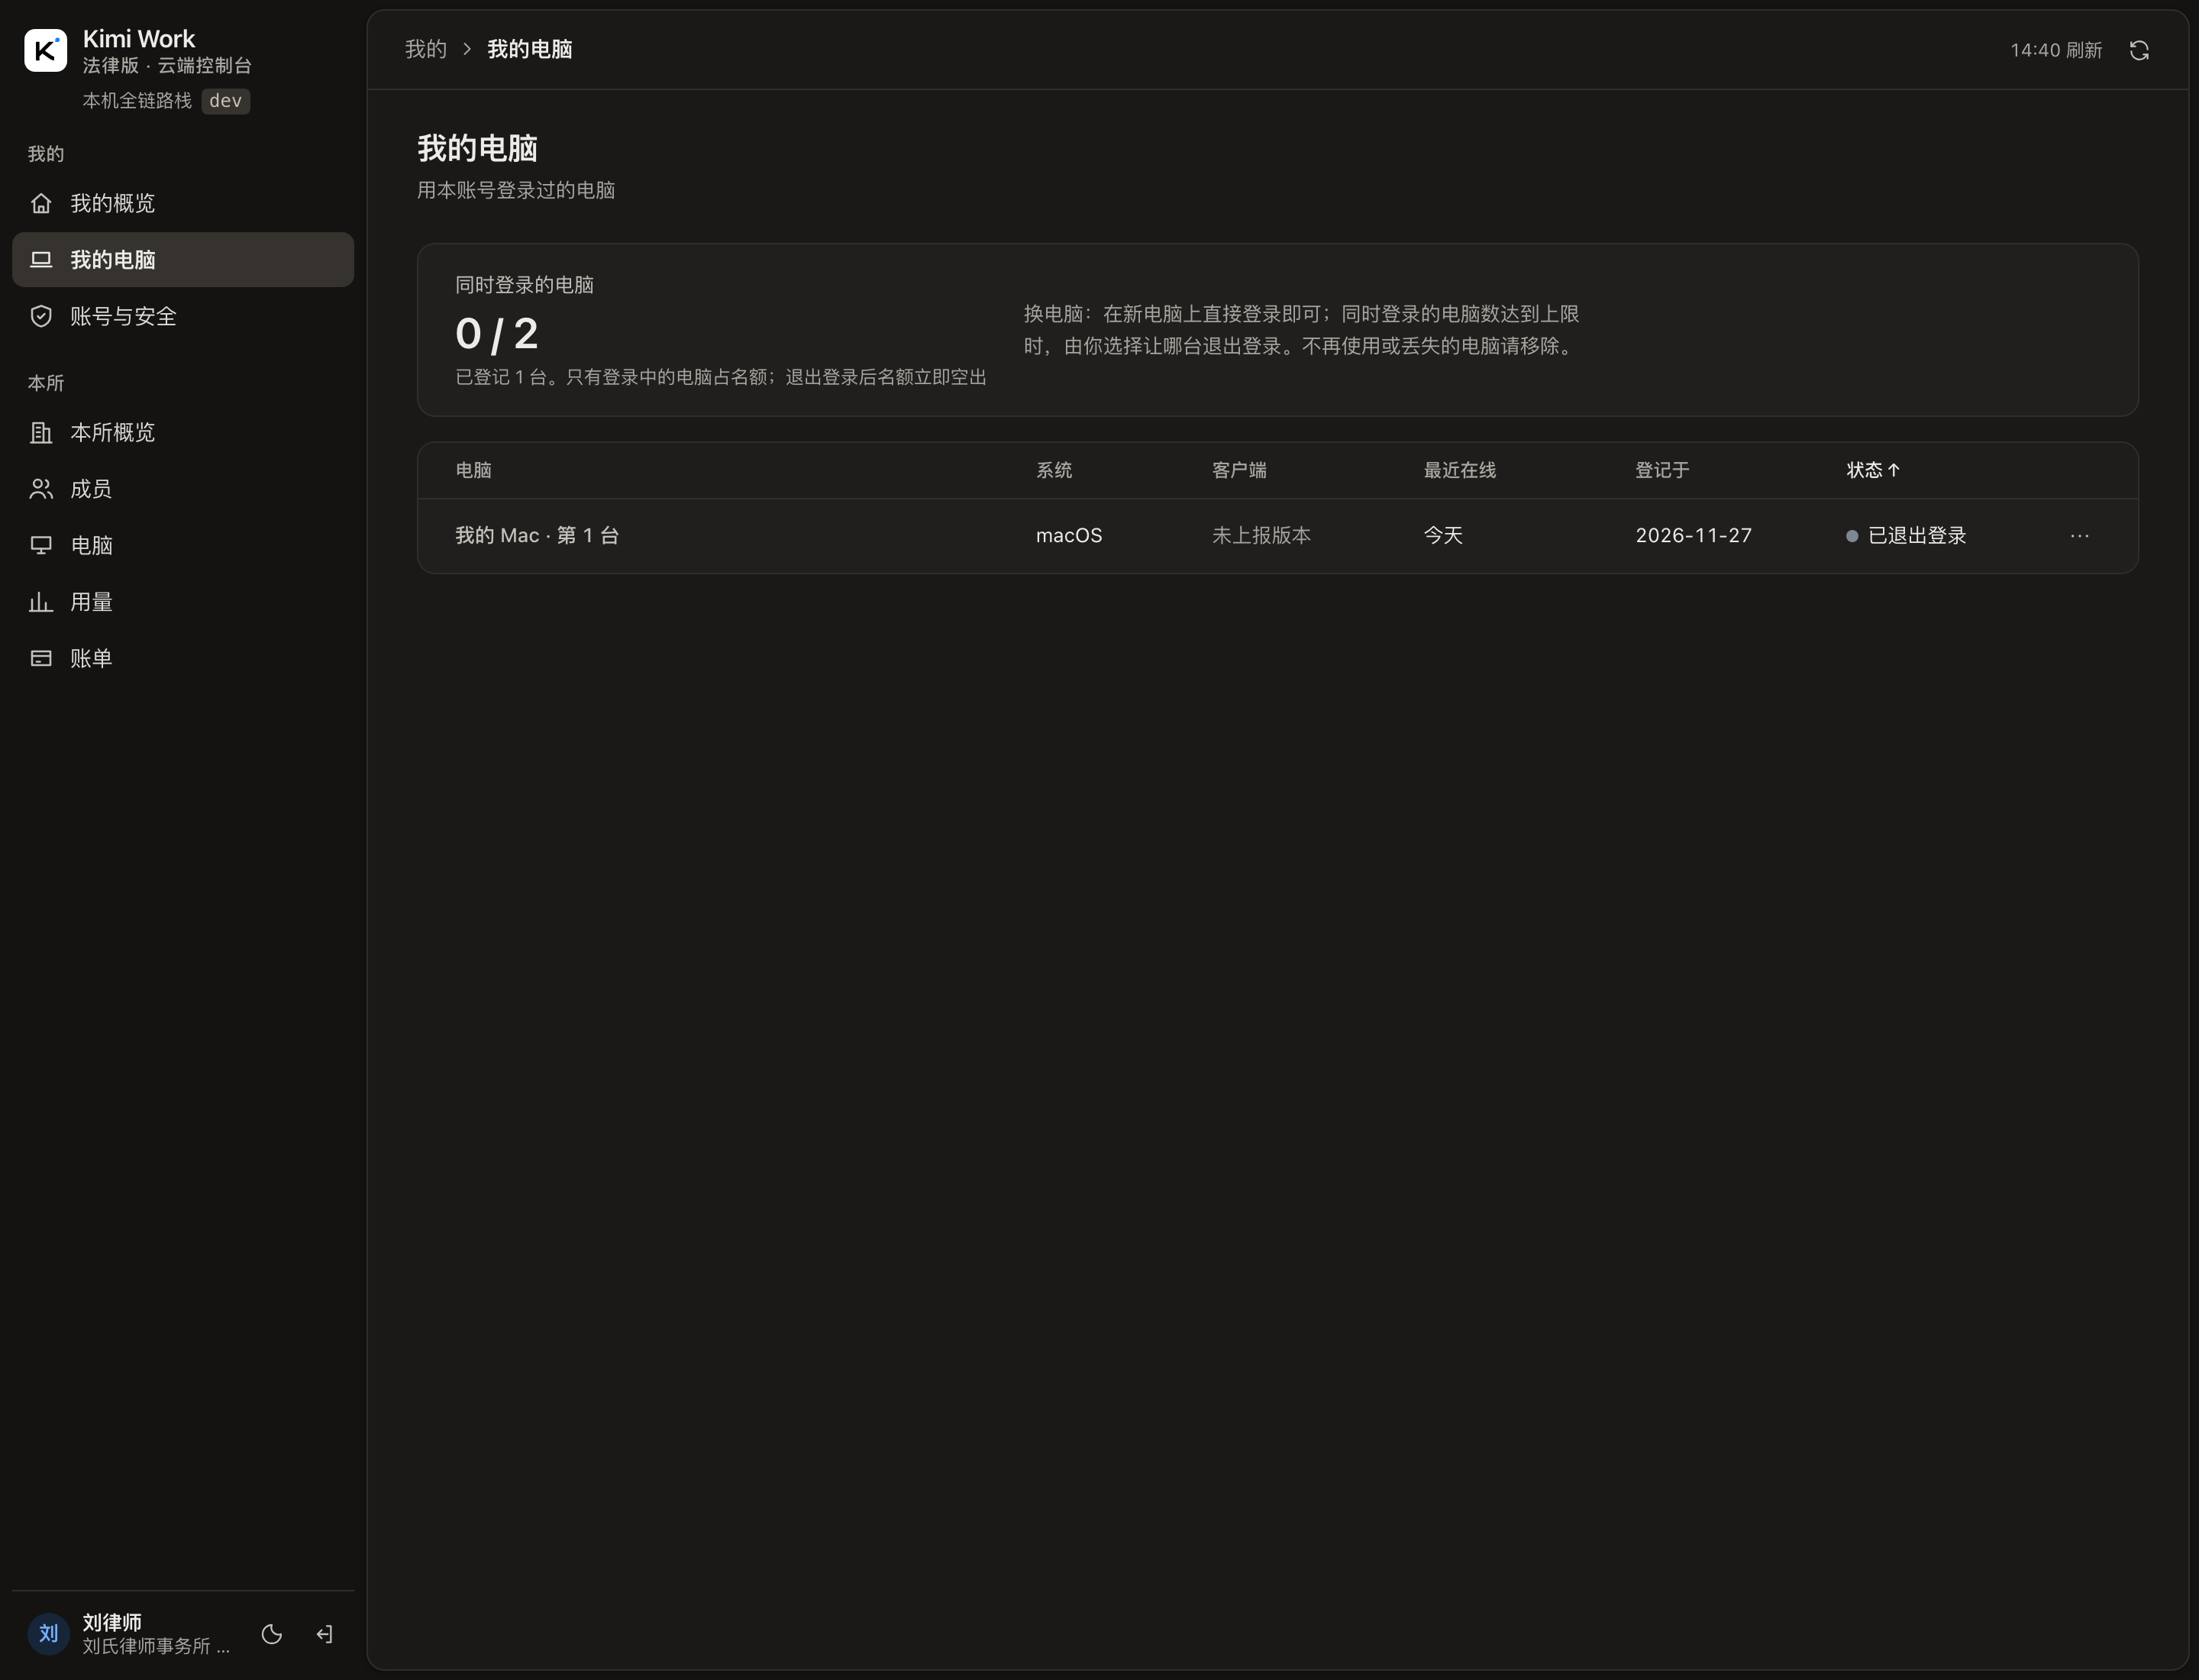 Kimi Work
法律版 · 云端控制台
本机全链路栈 dev
我的
我的概览
我的电脑
账号与安全
本所
本所概览
成员
电脑
用量
账单
刘
刘律师
刘氏律师事务所 ...
我的 > 我的电脑
14:40 刷新
我的电脑
用本账号登录过的电脑
同时登录的电脑
0 / 2
已登记 1 台。只有登录中的电脑占名额；退出登录后名额立即空出
换电脑：在新电脑上直接登录即可；同时登录的电脑数达到上限
时，由你选择让哪台退出登录。不再使用或丢失的电脑请移除。
电脑 系统 客户端 最近在线 登记于 状态 ↑
我的 Mac · 第 1 台 macOS 未上报版本 今天 2026-11-27 已退出登录 ···